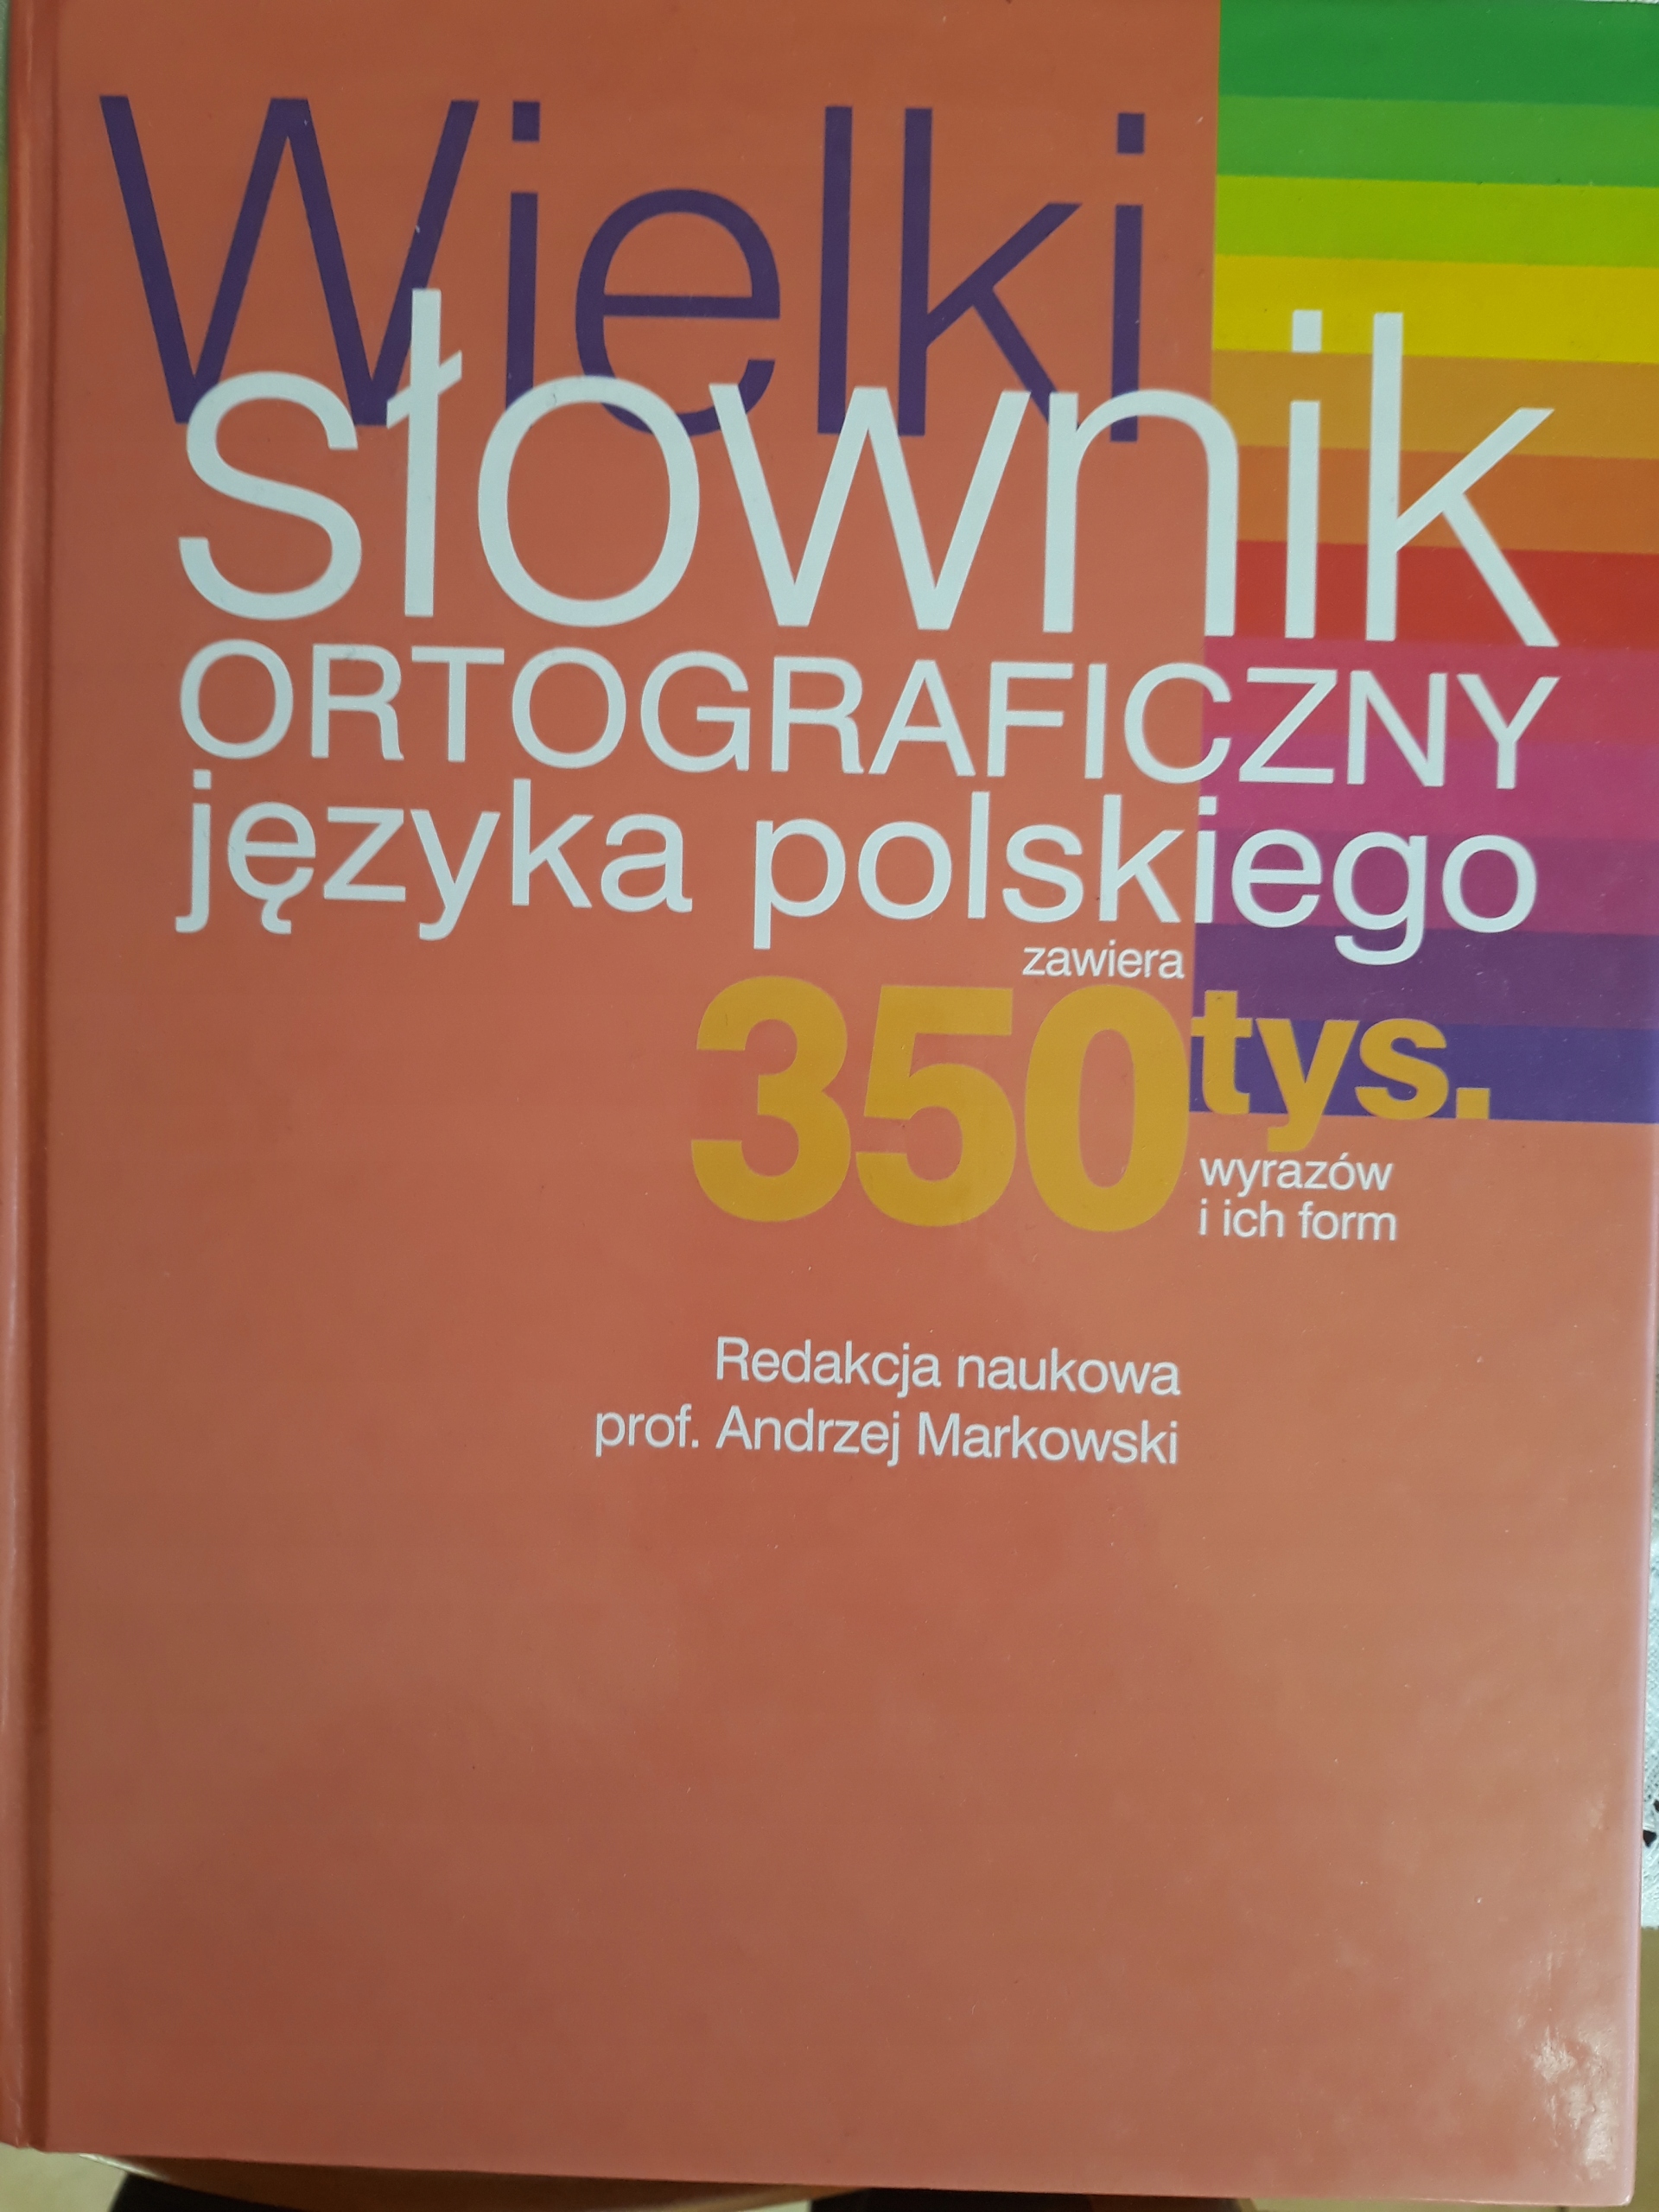 Wielki
słownik
ORTOGRAFICZNY
języka polskiego
zawiera
350 tys.
wyrazów
i ich form
Redakcja naukowa
prof. Andrzej Markowski